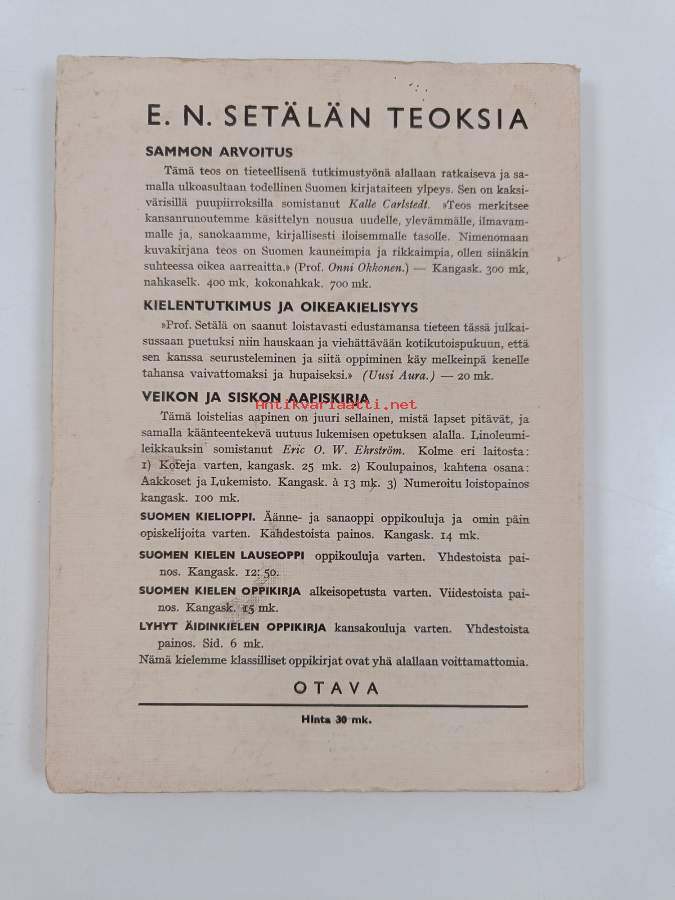 E. N. SETÄLÄN TEOKSIA
SAMMON ARVOITUS
Tämä teos on tieteellisenä tutkimustyönä alallaan ratkaiseva ja sa-
malla ulkoasultaan todellinen Suomen kirjataiteen ylpeys. Sen on kaksi-
värisillä puupiirroksilla somistanut Kalle Carlstedt. »Teos merkitsee
kansanrunoutemme käsittelyn nousua uudelle, ylevämmälle, ilmavam-
malle ja, sanokaamme, kirjallisesti iloisemmalle tasolle. Nimenomaan
kuvakirjana teos on Suomen kauneimpia ja rikkaimpia, ollen siinäkin
suhteessa oikea aarreaitta.» (Prof. Onni Okkonen.) — Kangask. 300 mk,
nahkaselk. 400 mk, kokonahkak. 700 mk.
KIELENTUTKIMUS JA OIKEAKIELISYYS
»Prof. Setälä on saanut loistavasti edustamansa tieteen tässä julkai-
sussaan puetuksi niin hauskaan ja viehättävään kotikutoispukuun, että
sen kanssa seurusteleminen ja siitä oppiminen käy melkeinpä kenelle
tahansa vaivattomaksi ja hupaiseksi.» (Uusi Aura.) — 20 mk.
VEIKON JA SISKON AAPISKIRJA
Antikvariaatti.net
Tämä loistelias aapinen on juuri sellainen, mistä lapset pitävät, ja
samalla käänteentekevä uutuus lukemisen opetuksen alalla. Linoleumi-
leikkauksin somistanut Eric O. W. Ehrström. Kolme eri laitosta:
1) Koteja varten, kangask. 25 mk. 2) Koulupainos, kahtena osana:
Aakkoset ja Lukemisto. Kangask. à 13 mk. 3) Numeroitu loistopainos
kangask. 100 mk.
SUOMEN KIELIOPPI. Äänne- ja sanaoppi oppikouluja ja omin päin
opiskelijoita varten. Kahdestoista painos. Kangask. 14 mk.
SUOMEN KIELEN LAUSEOPPI oppikouluja varten. Yhdestoista pai-
nos. Kangask. 12: 50.
SUOMEN KIELEN OPPIKIRJA alkeisopetusta varten. Viidestoista pai-
nos. Kangask. 15 mk.
LYHYT ÄIDINKIELEN OPPIKIRJA kansakouluja varten. Yhdestoista
painos. Sid. 6 mk.
Nämä kielemme klassilliset oppikirjat ovat yhä alallaan voittamattomia.
OTAVA
Hinta 30 mk.